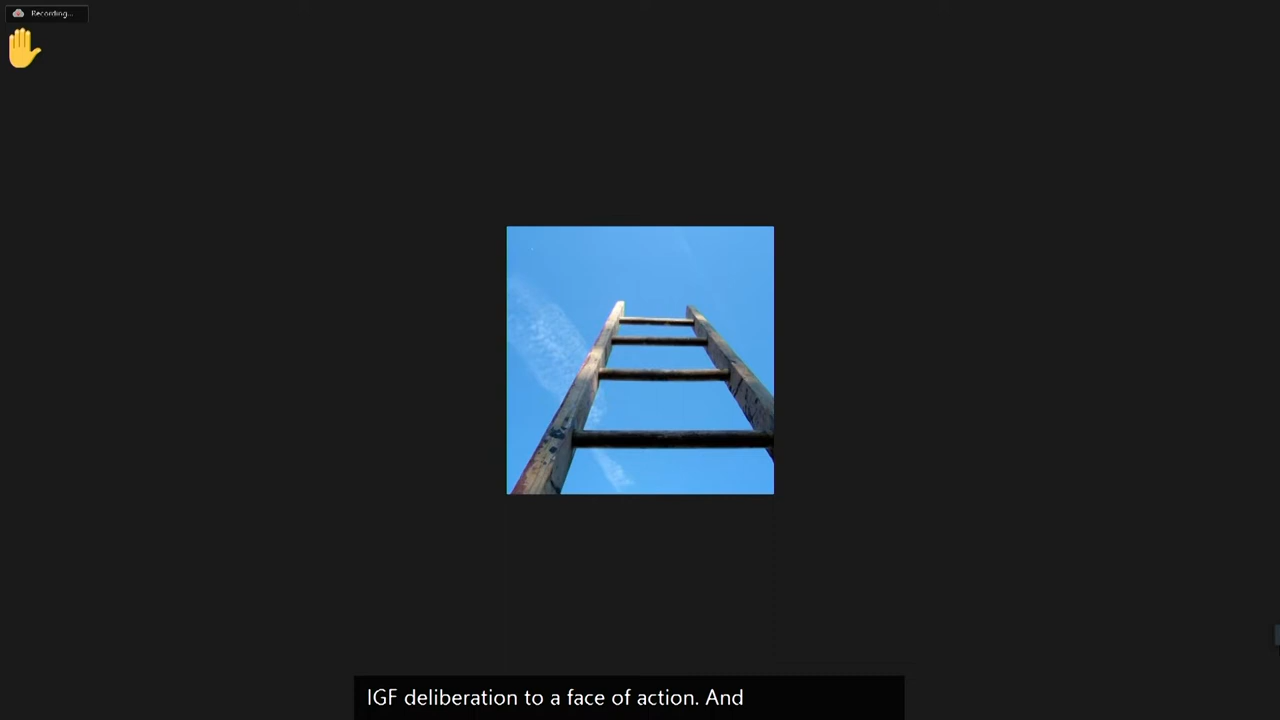 Recording...
IGF deliberation to a face of action. And